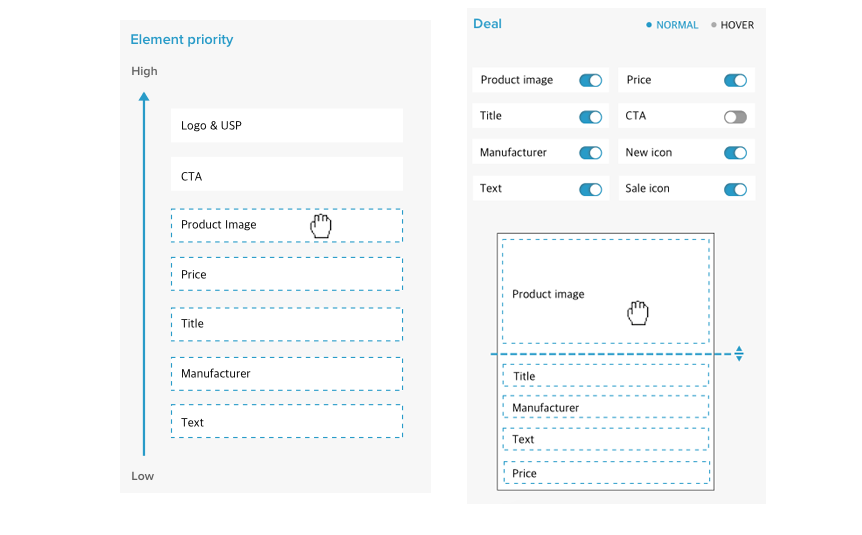 Element priority
High
Logo & USP
CTA
Product Image
Price
Title
Manufacturer
Text
Low
Deal
NORMAL HOVER
Product image Price
Title CTA
Manufacturer New icon
Text Sale icon
Product image
Title
Manufacturer
Text
Price